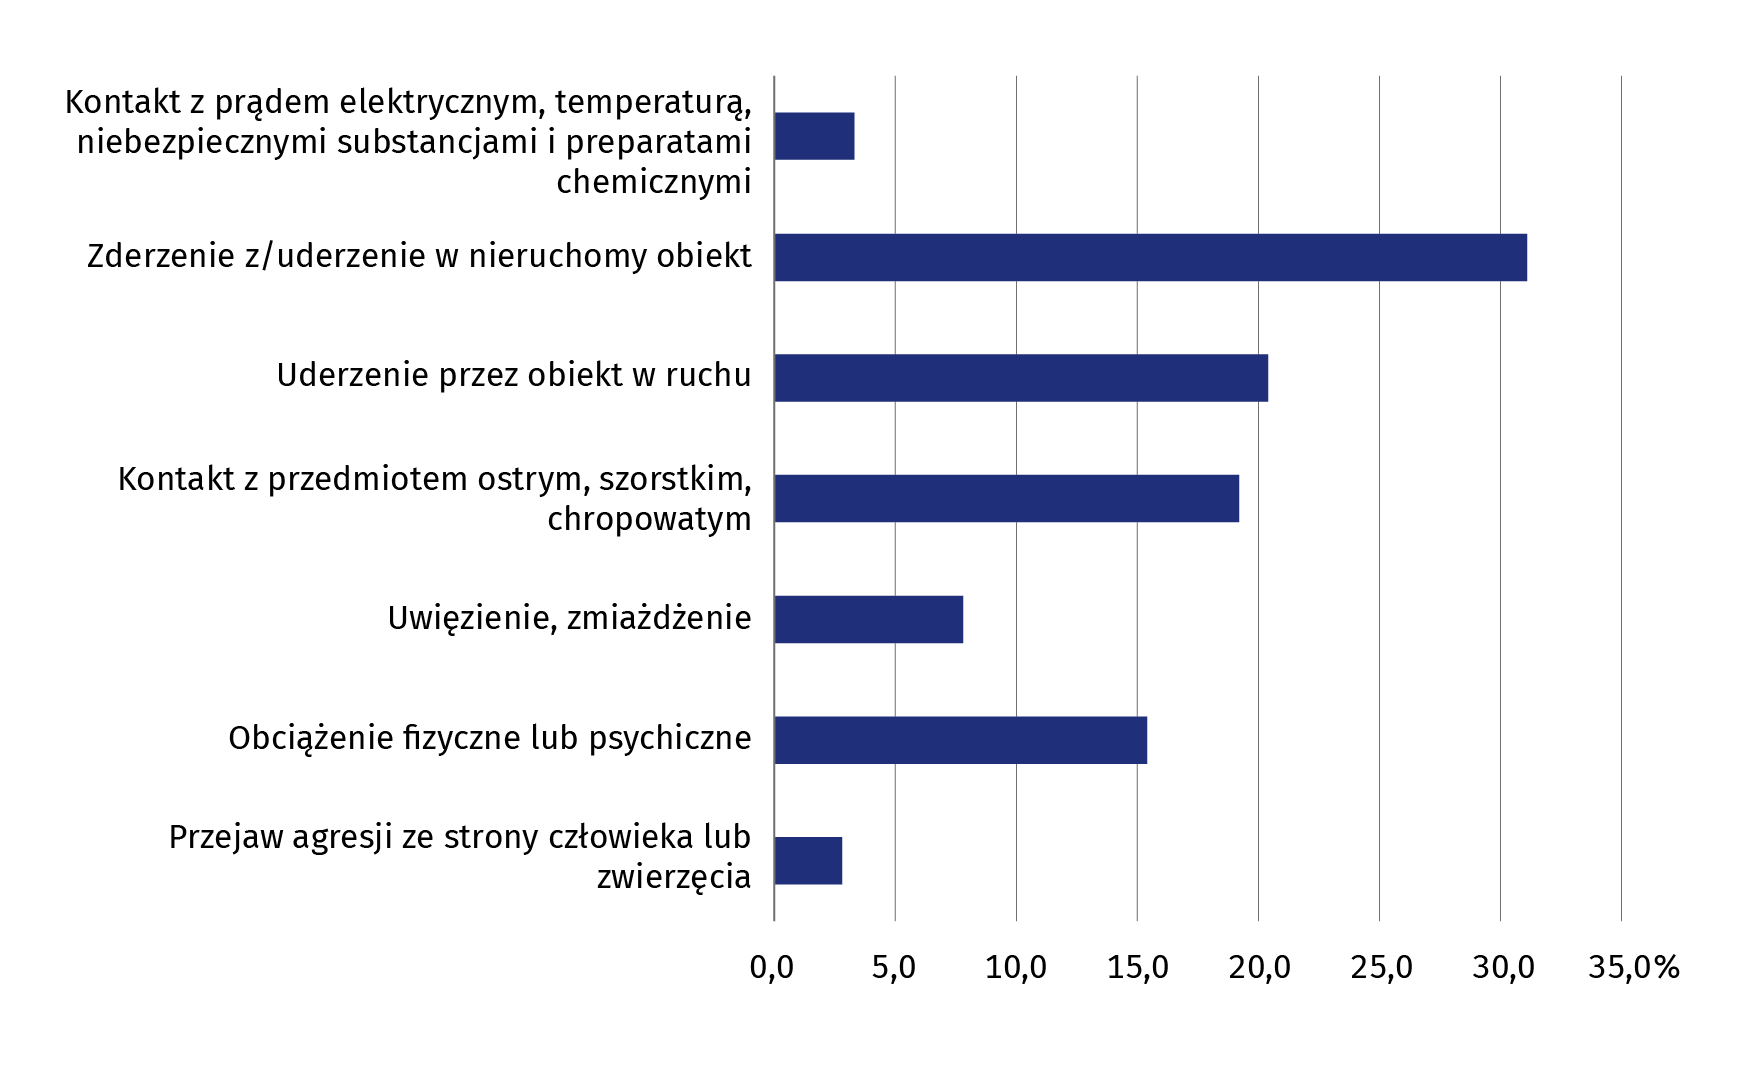 Kontakt z prądem elektrycznym, temperaturą,
niebezpiecznymi substancjami i preparatami
chemicznymi
Zderzenie z/uderzenie w nieruchomy obiekt
Uderzenie przez obiekt w ruchu
Kontakt z przedmiotem ostrym, szorstkim,
chropowatym
Uwięzienie, zmiażdżenie
Obciążenie fizyczne lub psychiczne
Przejaw agresji ze strony człowieka lub
zwierzęcia
0,0 5,0 10,0 15,0 20,0 25,0 30,0 35,0%